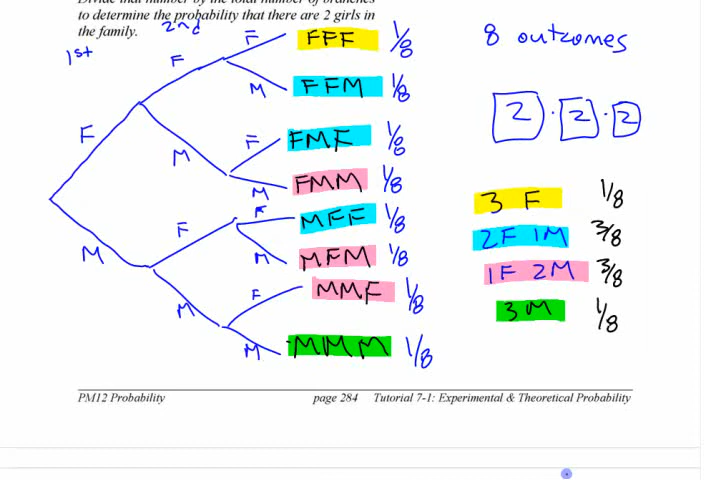 Divide that number by the total number of branches
to determine the probability that there are 2 girls in
the family.
1st
2nd
F
F
F
FFF 1/8
M
FFM 1/8
M
F
FMF 1/8
M
FMM 1/8
M
F
F
MFF 1/8
M
MFM 1/8
M
F
MMF 1/8
M
MMM 1/8
8 outcomes
2 · 2 · 2
3 F 1/8
2F 1M 3/8
1F 2M 3/8
3M 1/8
PM12 Probability page 284 Tutorial 7-1: Experimental & Theoretical Probability